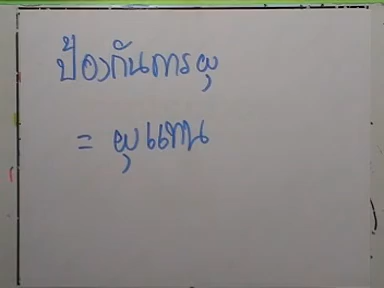 ป้องกันการผุ
= ผุแทน